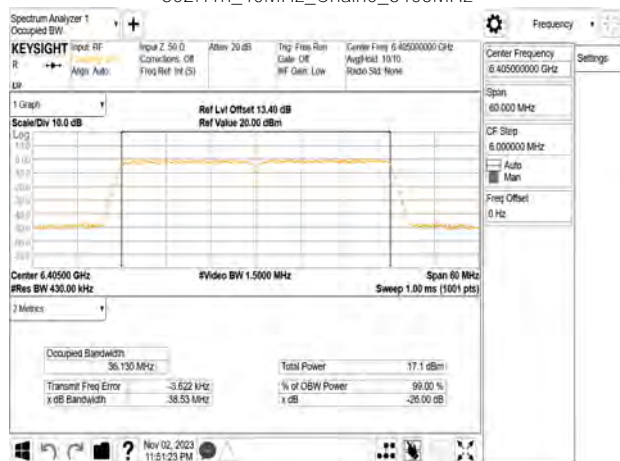 Spectrum Analyzer 1
Occupied BW
KEYSIGHT Input: RF
R
Align: Auto
Input Z: 50 Ω
Corrections: Off
Freq Ref: Int (S)
Atten: 20 dB
Trig: Free Run
Gate: Off
#IF Gain: Low
Center Freq: 6.405000000 GHz
Avg|Hold: 10/10
Radio Std: None
1 Graph
Scale/Div 10.0 dB
Ref Lvl Offset 13.40 dB
Ref Value 20.00 dBm
Log
Center 6.40500 GHz
#Res BW 430.00 kHz
#Video BW 1.5000 MHz
Span 60 MHz
Sweep 1.00 ms (1001 pts)
2 Metrics
Occupied Bandwidth
36.130 MHz
Total Power 17.1 dBm
Transmit Freq Error -3.622 kHz
% of OBW Power 99.00 %
x dB Bandwidth 38.53 MHz
x dB -26.00 dB
Nov 02, 2023
11:51:23 PM
Frequency
Center Frequency
6.405000000 GHz
Settings
Span
60.000 MHz
CF Step
6.000000 MHz
Auto
Man
Freq Offset
0 Hz